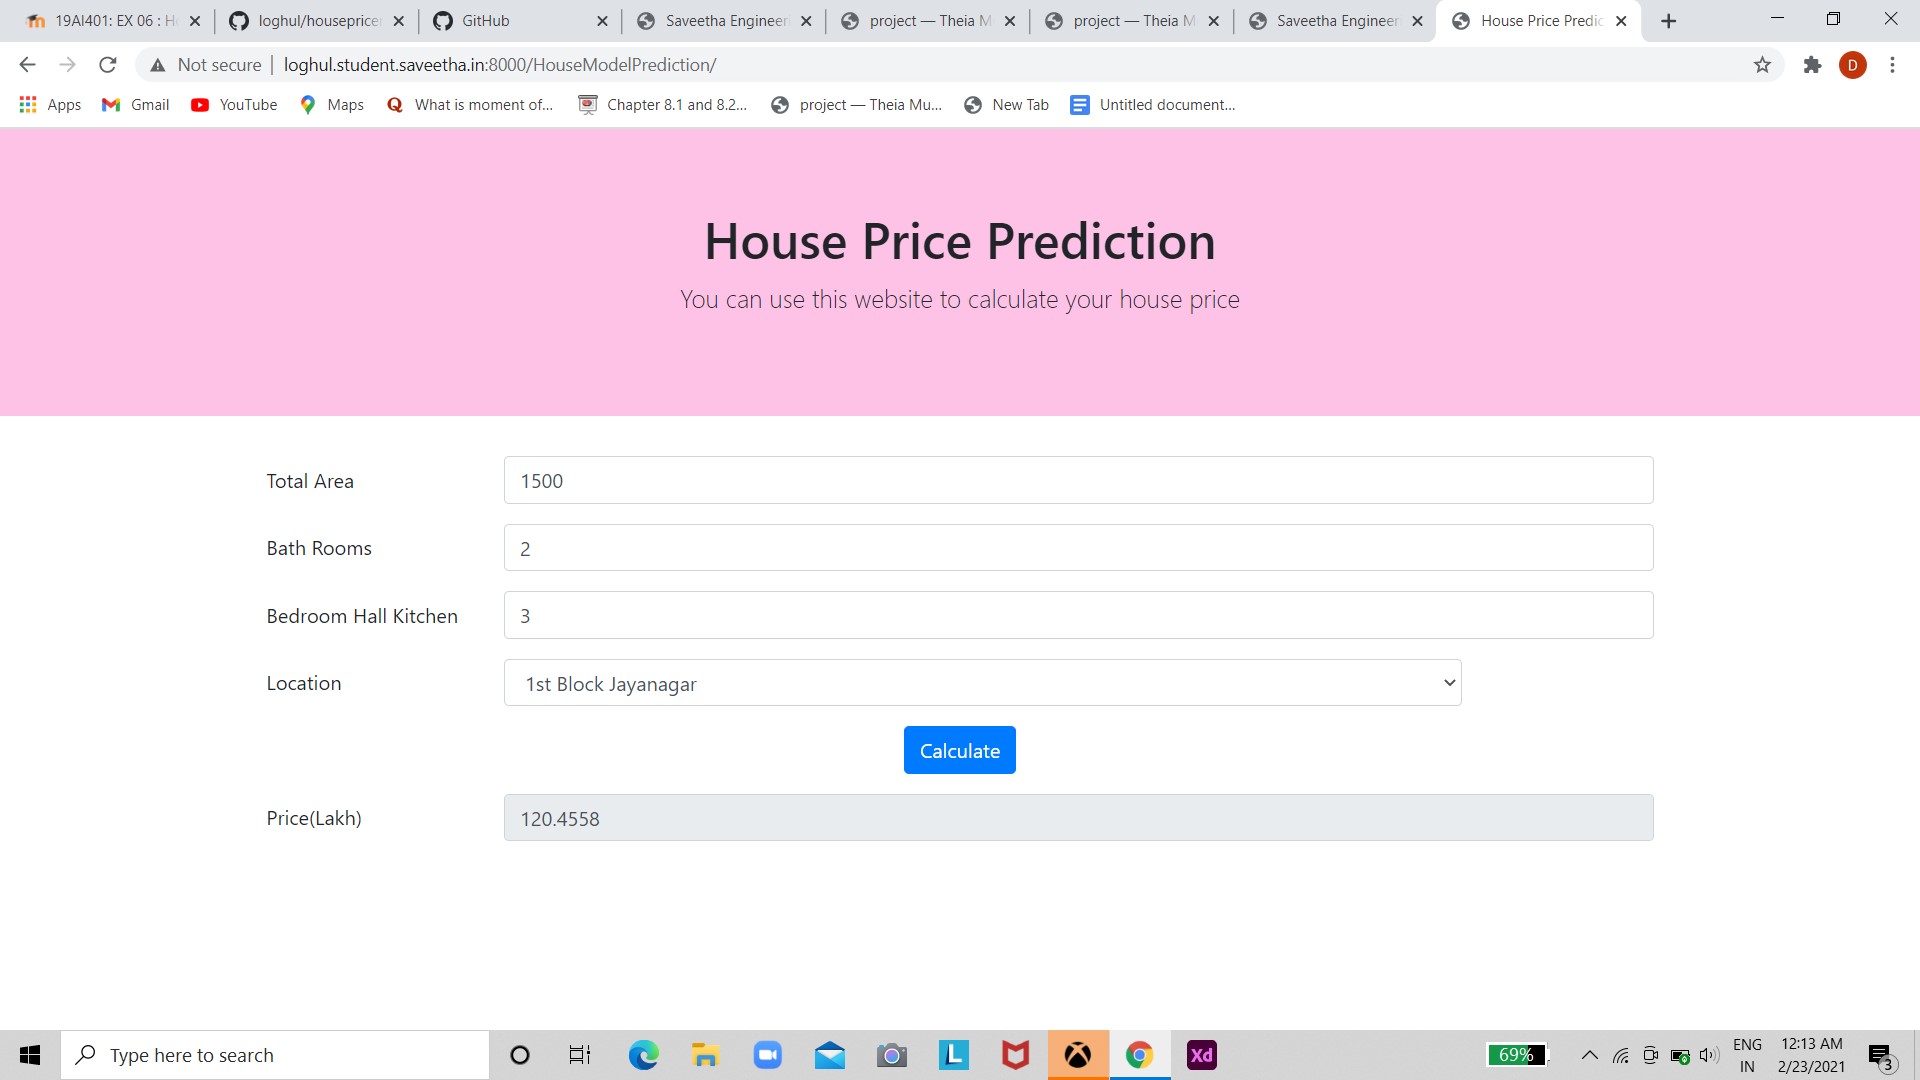 19AI401: EX 06 : H
loghul/houseprice
GitHub
Saveetha Engineer
project — Theia M
project — Theia M
Saveetha Engineer
House Price Predic
Not secure
loghul.student.saveetha.in:8000/HouseModelPrediction/
D
Apps
Gmail
YouTube
Maps
What is moment of...
Chapter 8.1 and 8.2...
project — Theia Mu...
New Tab
Untitled document...
House Price Prediction
You can use this website to calculate your house price
Total Area
1500
Bath Rooms
2
Bedroom Hall Kitchen
3
Location
1st Block Jayanagar
Calculate
Price(Lakh)
120.4558
Type here to search
L
Xd
69%
ENG
IN
12:13 AM
2/23/2021
3